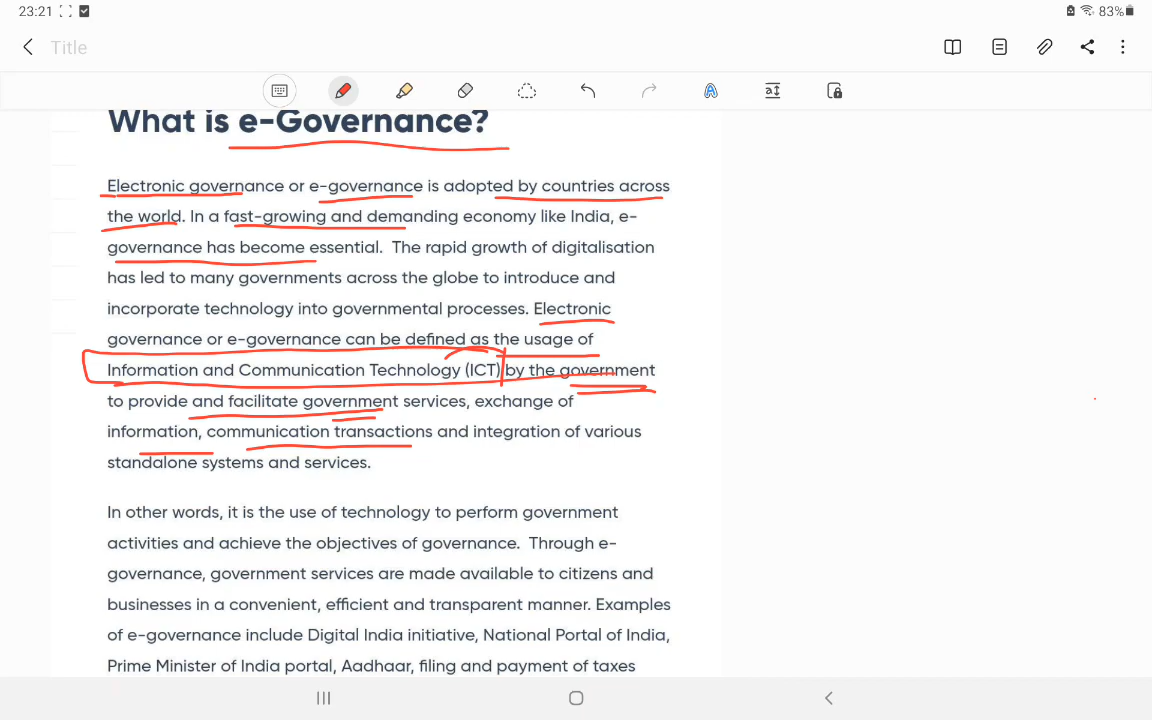 23:21
83%
Title
What is e-Governance?
Electronic governance or e-governance is adopted by countries across
the world. In a fast-growing and demanding economy like India, e-
governance has become essential. The rapid growth of digitalisation
has led to many governments across the globe to introduce and
incorporate technology into governmental processes. Electronic
governance or e-governance can be defined as the usage of
Information and Communication Technology (ICT) by the government
to provide and facilitate government services, exchange of
information, communication transactions and integration of various
standalone systems and services.
In other words, it is the use of technology to perform government
activities and achieve the objectives of governance. Through e-
governance, government services are made available to citizens and
businesses in a convenient, efficient and transparent manner. Examples
of e-governance include Digital India initiative, National Portal of India,
Prime Minister of India portal, Aadhaar, filing and payment of taxes